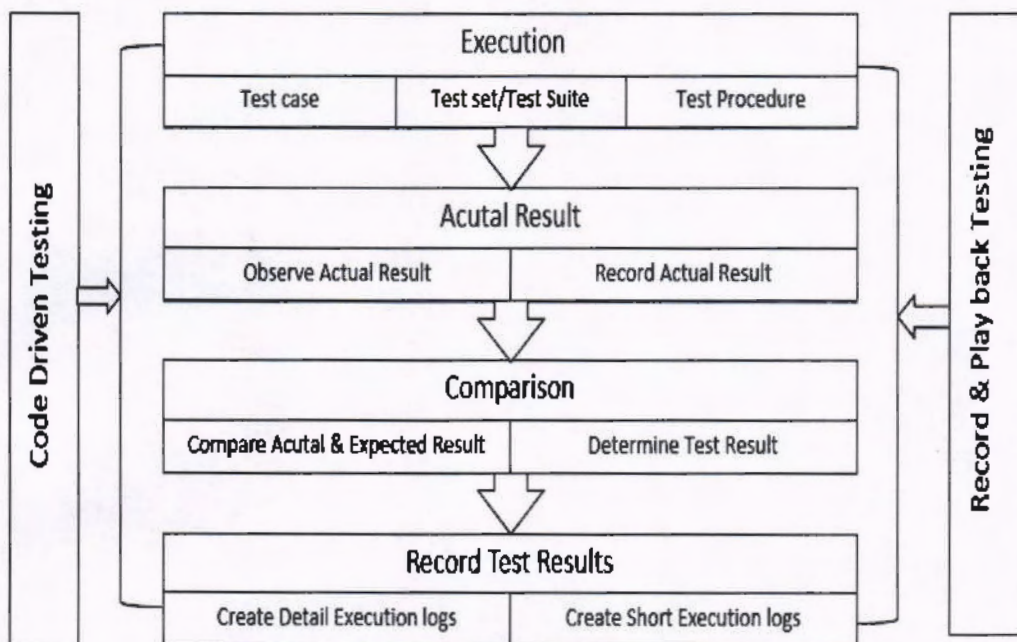 Code Driven Testing
Execution
Test case
Test set/Test Suite
Test Procedure
Acutal Result
Observe Actual Result
Record Actual Result
Comparison
Compare Acutal & Expected Result
Determine Test Result
Record Test Results
Create Detail Execution logs
Create Short Execution logs
Record & Play back Testing